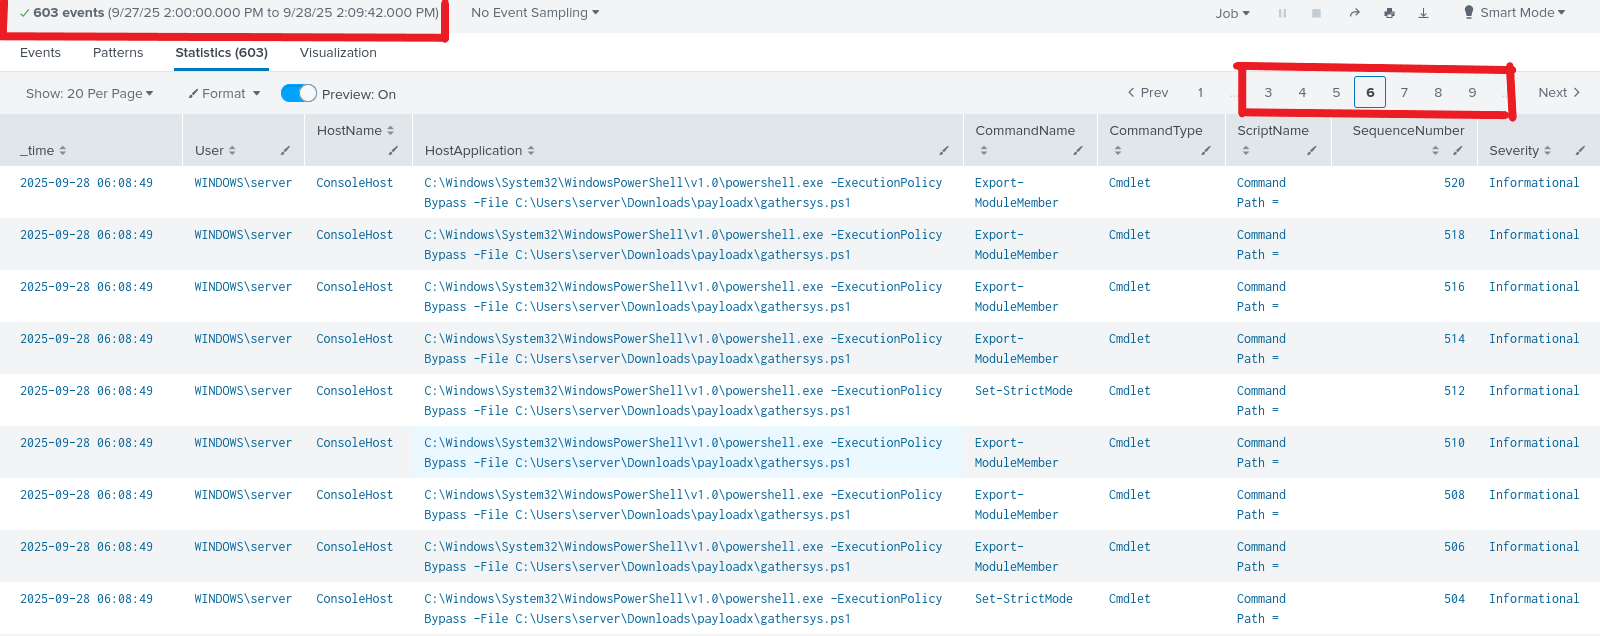 ✓ 603 events (9/27/25 2:00:00.000 PM to 9/28/25 2:09:42.000 PM) No Event Sampling ▾ Job ▾ Smart Mode ▾
Events Patterns Statistics (603) Visualization
Show: 20 Per Page ▾ Format ▾ Preview: On < Prev 1 ... 3 4 5 6 7 8 9 ... Next >
_time User HostName HostApplication CommandName CommandType ScriptName SequenceNumber Severity
2025-09-28 06:08:49 WINDOWS\server ConsoleHost C:\Windows\System32\WindowsPowerShell\v1.0\powershell.exe -ExecutionPolicy Export- Cmdlet Command 520 Informational
Bypass -File C:\Users\server\Downloads\payloadx\gathersys.ps1 ModuleMember Path =
2025-09-28 06:08:49 WINDOWS\server ConsoleHost C:\Windows\System32\WindowsPowerShell\v1.0\powershell.exe -ExecutionPolicy Export- Cmdlet Command 518 Informational
Bypass -File C:\Users\server\Downloads\payloadx\gathersys.ps1 ModuleMember Path =
2025-09-28 06:08:49 WINDOWS\server ConsoleHost C:\Windows\System32\WindowsPowerShell\v1.0\powershell.exe -ExecutionPolicy Export- Cmdlet Command 516 Informational
Bypass -File C:\Users\server\Downloads\payloadx\gathersys.ps1 ModuleMember Path =
2025-09-28 06:08:49 WINDOWS\server ConsoleHost C:\Windows\System32\WindowsPowerShell\v1.0\powershell.exe -ExecutionPolicy Export- Cmdlet Command 514 Informational
Bypass -File C:\Users\server\Downloads\payloadx\gathersys.ps1 ModuleMember Path =
2025-09-28 06:08:49 WINDOWS\server ConsoleHost C:\Windows\System32\WindowsPowerShell\v1.0\powershell.exe -ExecutionPolicy Set-StrictMode Cmdlet Command 512 Informational
Bypass -File C:\Users\server\Downloads\payloadx\gathersys.ps1 Path =
2025-09-28 06:08:49 WINDOWS\server ConsoleHost C:\Windows\System32\WindowsPowerShell\v1.0\powershell.exe -ExecutionPolicy Export- Cmdlet Command 510 Informational
Bypass -File C:\Users\server\Downloads\payloadx\gathersys.ps1 ModuleMember Path =
2025-09-28 06:08:49 WINDOWS\server ConsoleHost C:\Windows\System32\WindowsPowerShell\v1.0\powershell.exe -ExecutionPolicy Export- Cmdlet Command 508 Informational
Bypass -File C:\Users\server\Downloads\payloadx\gathersys.ps1 ModuleMember Path =
2025-09-28 06:08:49 WINDOWS\server ConsoleHost C:\Windows\System32\WindowsPowerShell\v1.0\powershell.exe -ExecutionPolicy Export- Cmdlet Command 506 Informational
Bypass -File C:\Users\server\Downloads\payloadx\gathersys.ps1 ModuleMember Path =
2025-09-28 06:08:49 WINDOWS\server ConsoleHost C:\Windows\System32\WindowsPowerShell\v1.0\powershell.exe -ExecutionPolicy Set-StrictMode Cmdlet Command 504 Informational
Bypass -File C:\Users\server\Downloads\payloadx\gathersys.ps1 Path =